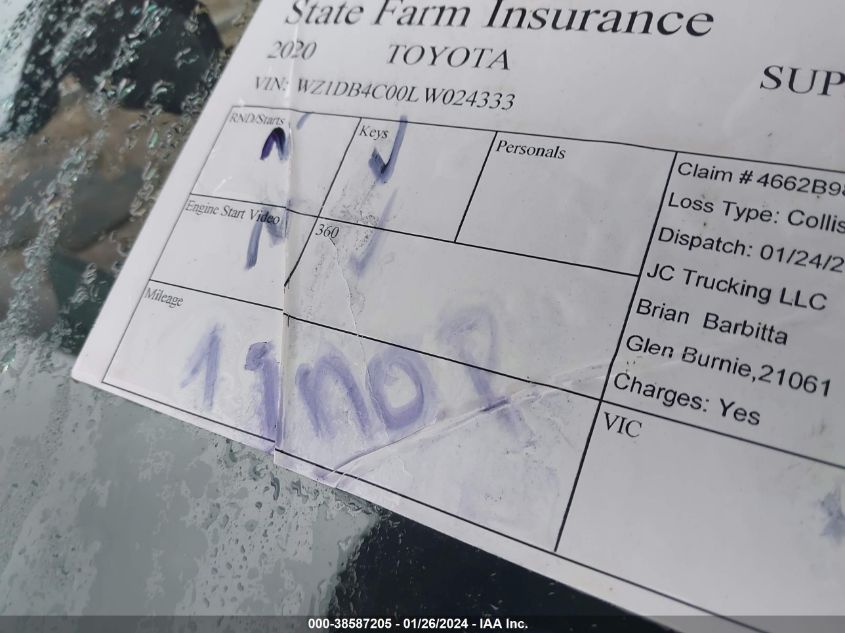 State Farm Insurance
2020 TOYOTA SUP
VIN: WZ1DB4C00LW024333
RND/Starts N
Keys ✓
Personals
Engine Start Video N
360 ✓
Mileage
1 InOP
Claim # 4662B9
Loss Type: Collis
Dispatch: 01/24/2
JC Trucking LLC
Brian Barbitta
Glen Burnie,21061
Charges: Yes
VIC
000-38587205 - 01/26/2024 - IAA Inc.